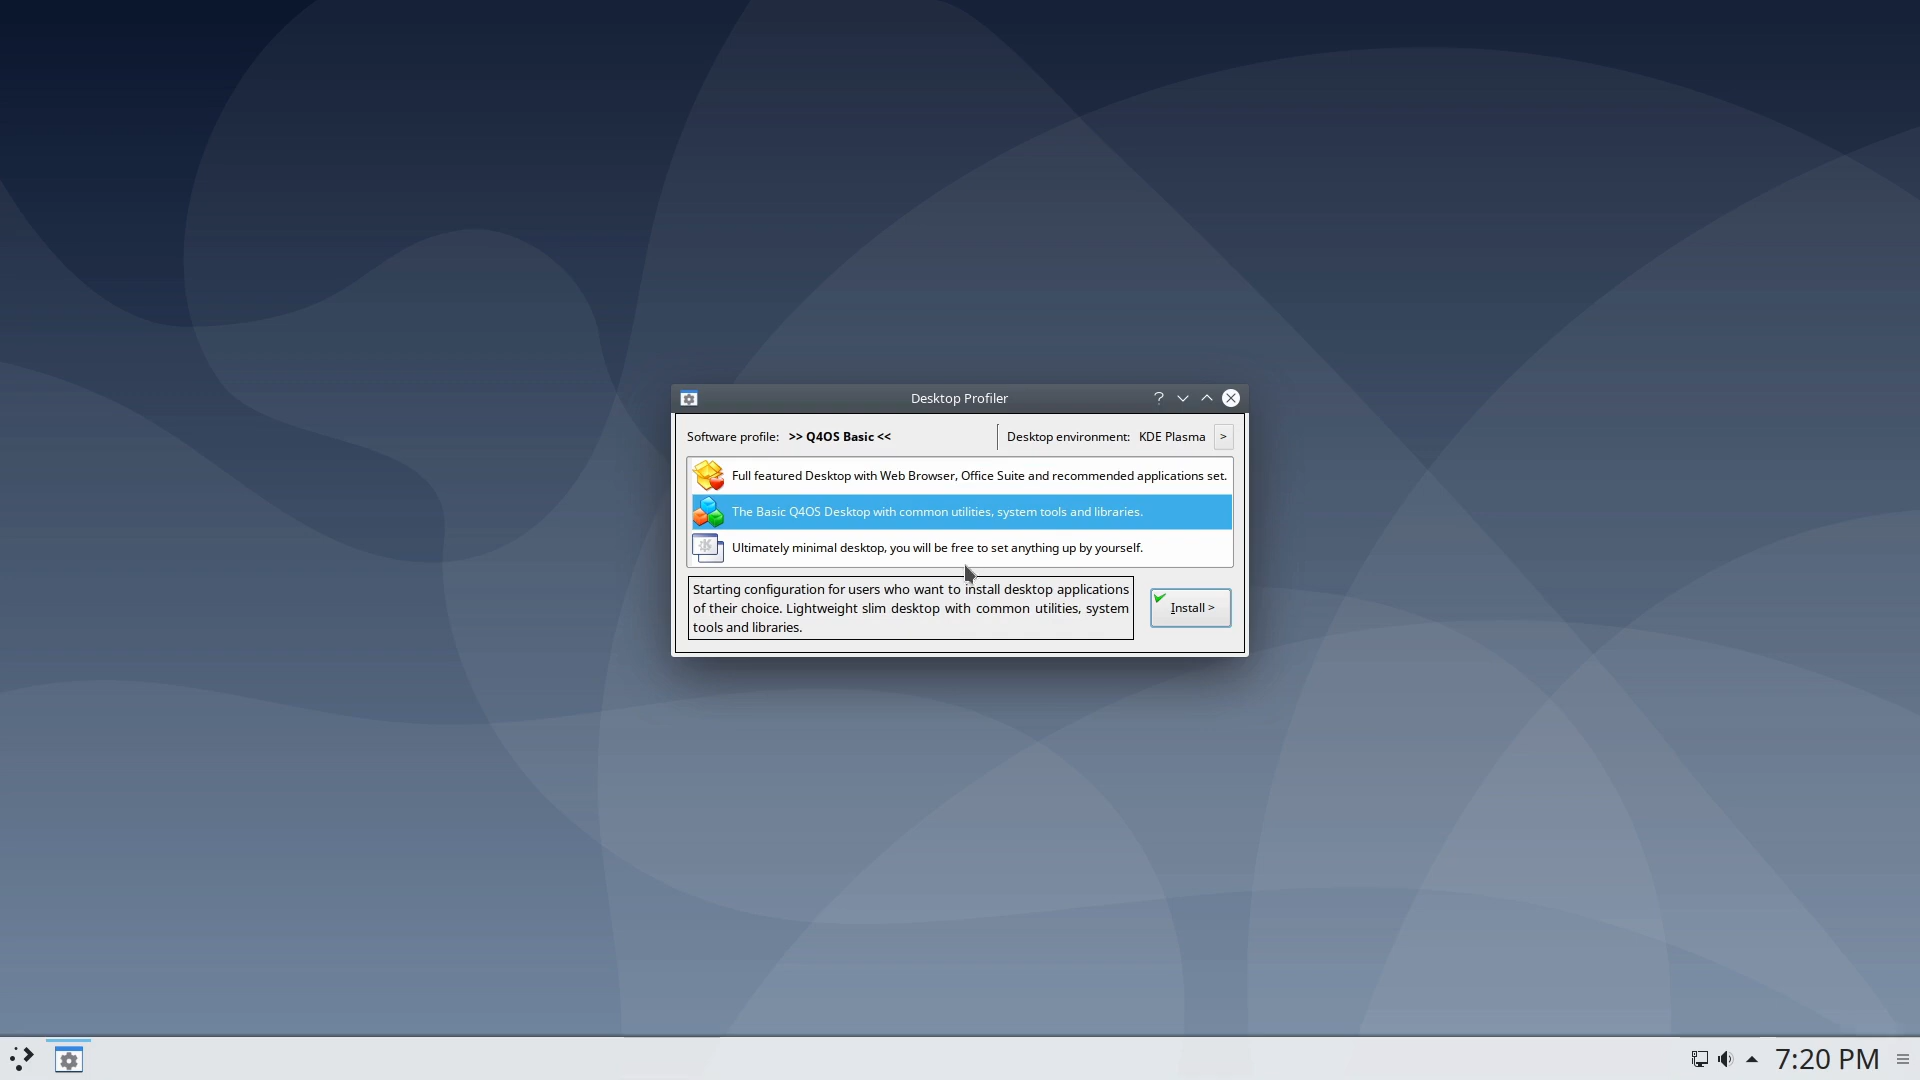 Desktop Profiler
Software profile: >> Q4OS Basic << Desktop environment: KDE Plasma >
Full featured Desktop with Web Browser, Office Suite and recommended applications set.
The Basic Q4OS Desktop with common utilities, system tools and libraries.
Ultimately minimal desktop, you will be free to set anything up by yourself.
Starting configuration for users who want to install desktop applications
of their choice. Lightweight slim desktop with common utilities, system
tools and libraries.
Install >
7:20 PM